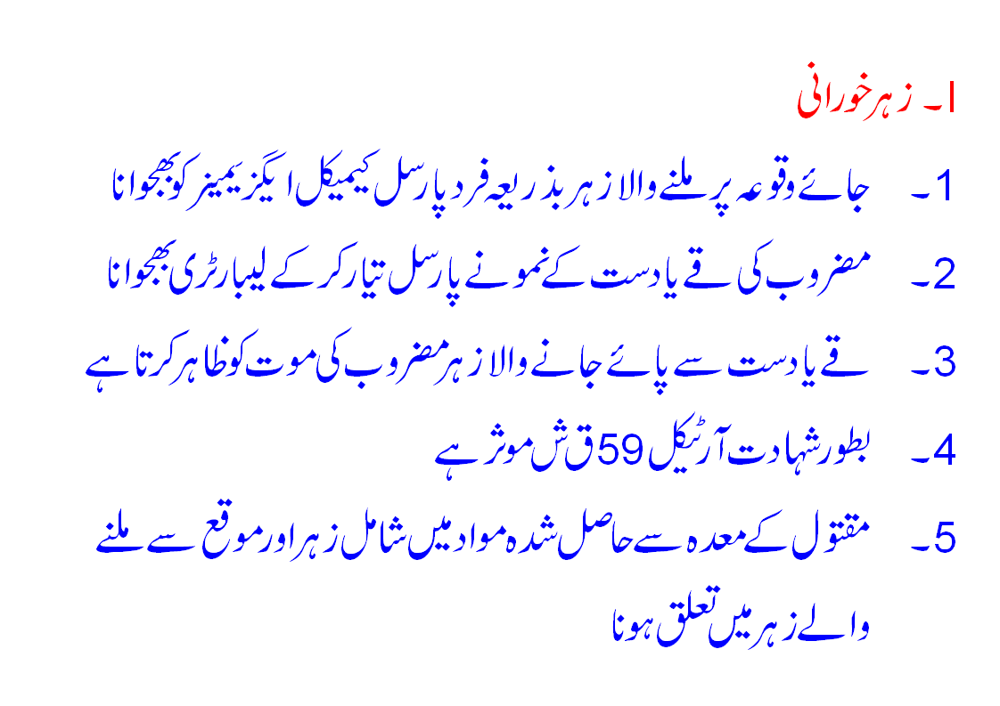 I۔ زہرخورانی
1۔ جائے وقوعہ پر ملنے والا زہر بذریعہ فرد پارسل کیمیکل ایگزیمینر کو بھجوانا
2۔ مضروب کی قے یا دست کے نمونے پارسل تیار کر کے لیبارٹری بھجوانا
3۔ قے یا دست سے پائے جانے والا زہر مضروب کی موت کو ظاہر کرتا ہے
4۔ بطور شہادت آرٹیکل 59 ق ش موثر ہے
5۔ مقتول کے معدہ سے حاصل شدہ مواد میں شامل زہر اور موقع سے ملنے
والے زہر میں تعلق ہونا